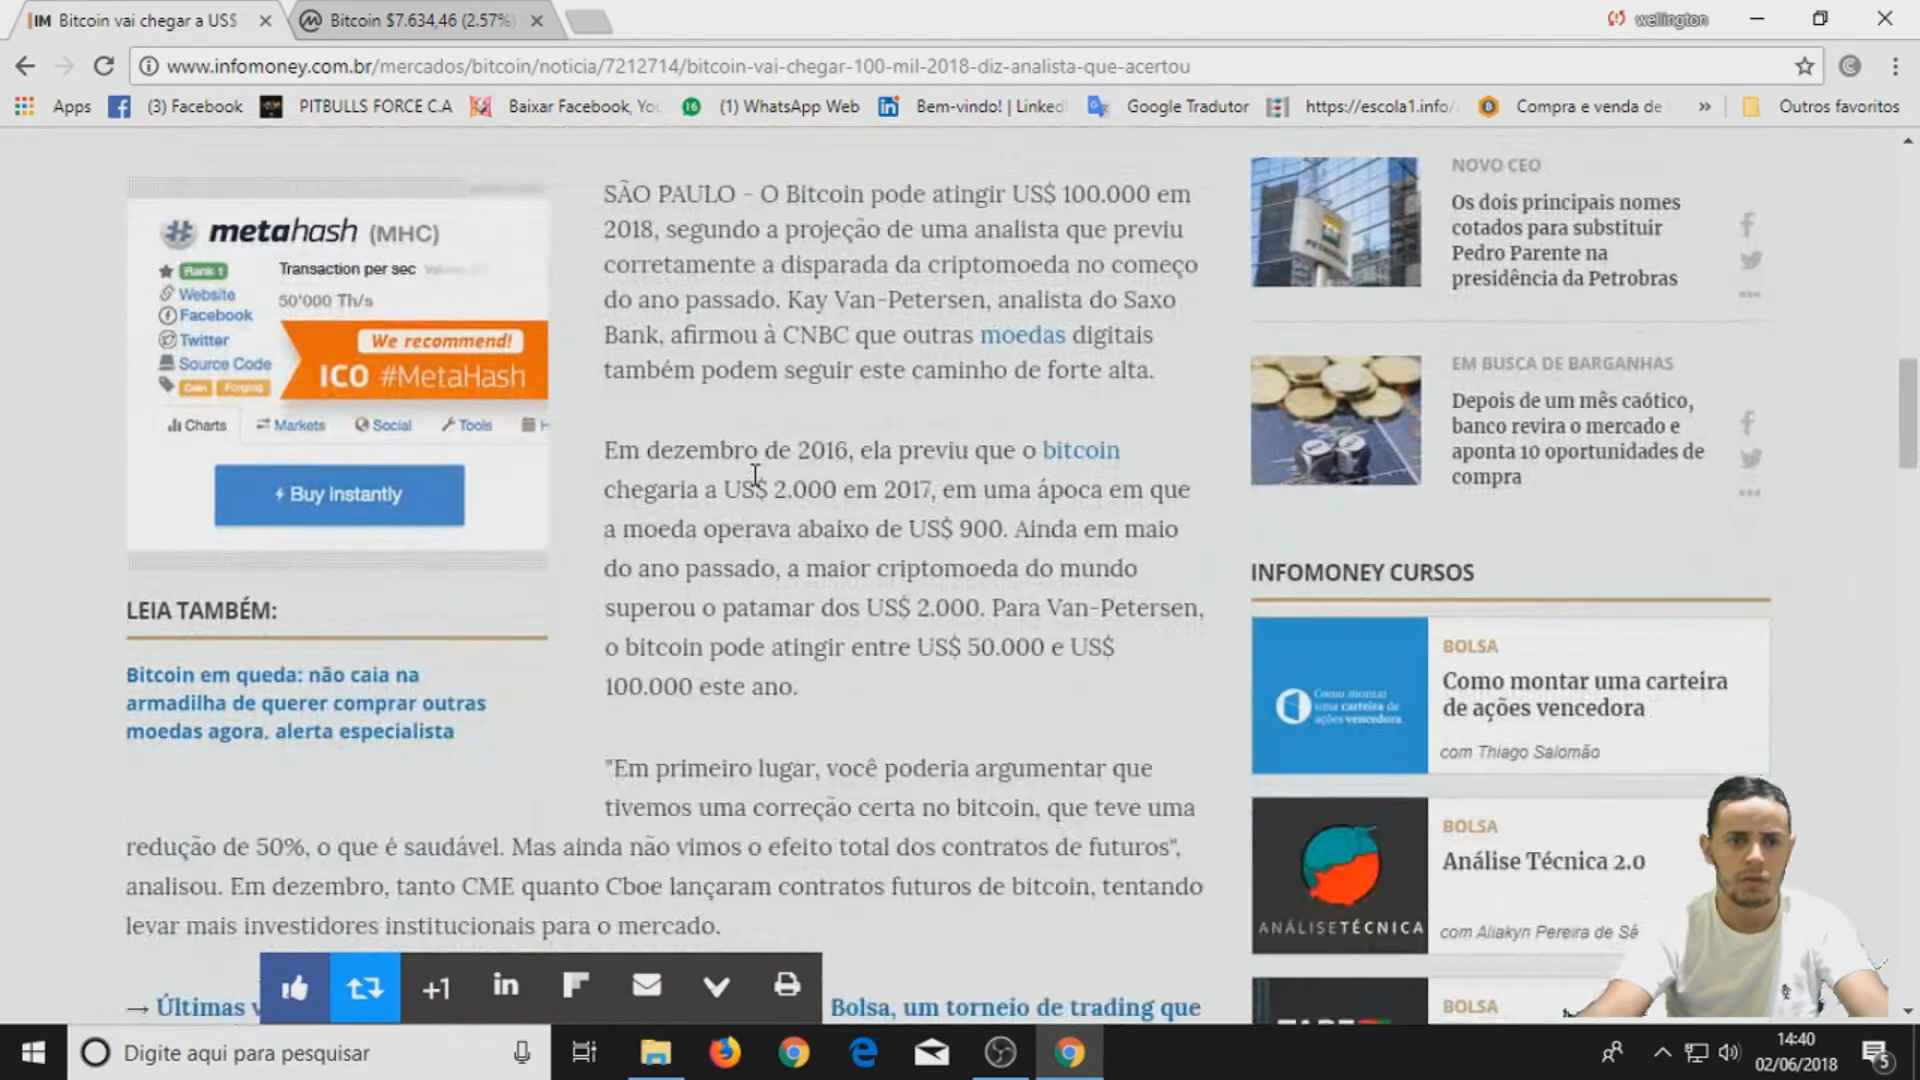 IM Bitcoin vai chegar a US$
Bitcoin $7.634,46 (2.57%)
wellington
www.infomoney.com.br/mercados/bitcoin/noticia/7212714/bitcoin-vai-chegar-100-mil-2018-diz-analista-que-acertou
Apps
(3) Facebook
PITBULLS FORCE C.A
Baixar Facebook, Yo
16
(1) WhatsApp Web
Bem-vindo! | Linked
Google Tradutor
https://escola1.info/
Compra e venda de
»
Outros favoritos
metahash (MHC)
Rank 1
Website
Facebook
Twitter
Source Code
Coin Forging
Transaction per sec
50'000 Th/s
We recommend!
ICO #MetaHash
Charts
Markets
Social
Tools
H
Buy instantly
LEIA TAMBÉM:
Bitcoin em queda: não caia na
armadilha de querer comprar outras
moedas agora, alerta especialista
SÃO PAULO - O Bitcoin pode atingir US$ 100.000 em
2018, segundo a projeção de uma analista que previu
corretamente a disparada da criptomoeda no começo
do ano passado. Kay Van-Petersen, analista do Saxo
Bank, afirmou à CNBC que outras moedas digitais
também podem seguir este caminho de forte alta.
Em dezembro de 2016, ela previu que o bitcoin
chegaria a US$ 2.000 em 2017, em uma ápoca em que
a moeda operava abaixo de US$ 900. Ainda em maio
do ano passado, a maior criptomoeda do mundo
superou o patamar dos US$ 2.000. Para Van-Petersen,
o bitcoin pode atingir entre US$ 50.000 e US$
100.000 este ano.
"Em primeiro lugar, você poderia argumentar que
tivemos uma correção certa no bitcoin, que teve uma
redução de 50%, o que é saudável. Mas ainda não vimos o efeito total dos contratos de futuros",
analisou. Em dezembro, tanto CME quanto Cboe lançaram contratos futuros de bitcoin, tentando
levar mais investidores institucionais para o mercado.
→ Últimas v
Bolsa, um torneio de trading que
+1
in
NOVO CEO
Os dois principais nomes
cotados para substituir
Pedro Parente na
presidência da Petrobras
EM BUSCA DE BARGANHAS
Depois de um mês caótico,
banco revira o mercado e
aponta 10 oportunidades de
compra
INFOMONEY CURSOS
Como montar
uma carteira de
ações vencedora
BOLSA
Como montar uma carteira
de ações vencedora
com Thiago Salomão
ANÁLISETÉCNICA
BOLSA
Análise Técnica 2.0
com Aliakyn Pereira de Sá
BOLSA
Digite aqui para pesquisar
14:40
02/06/2018
5